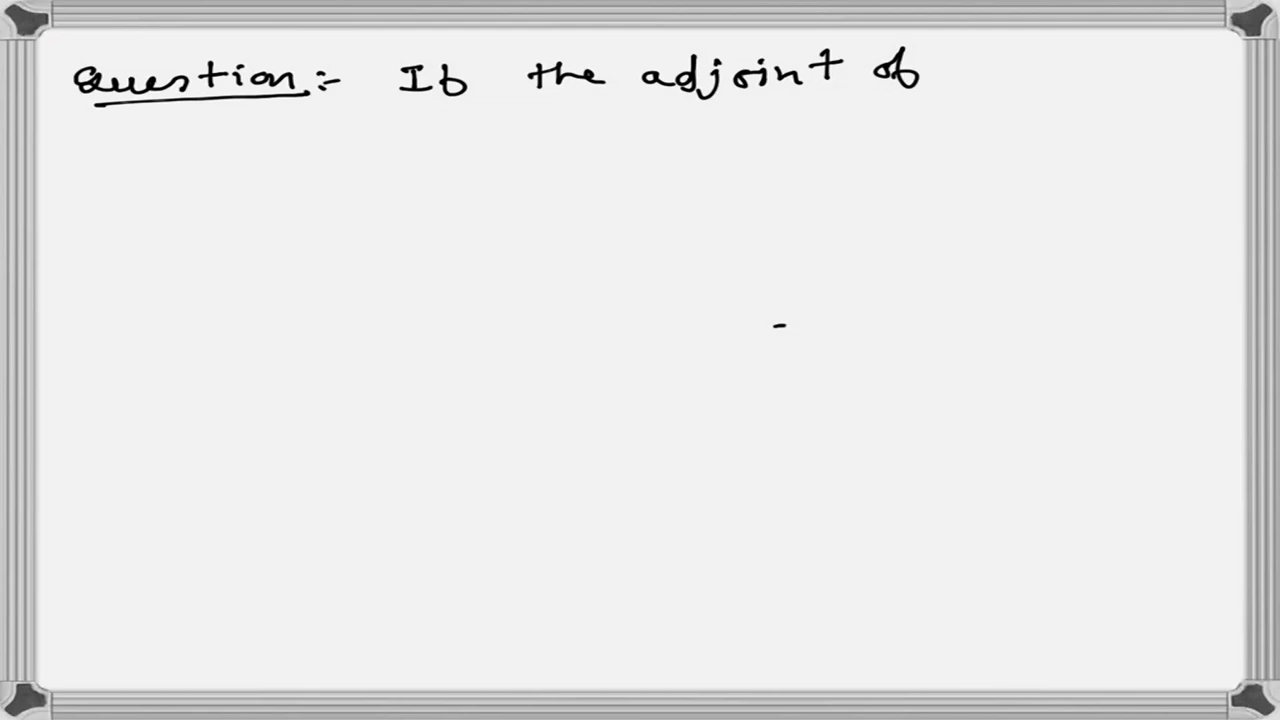 Question:- If the adjoint of